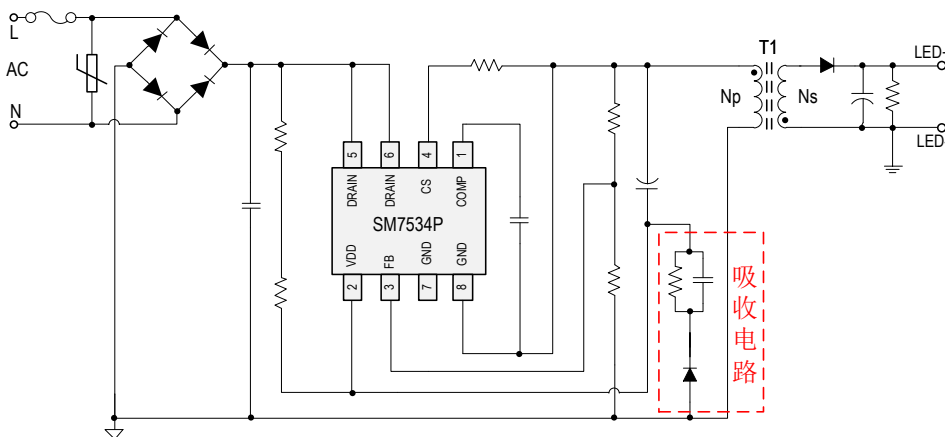 L
AC
N
T1
Np
Ns
LED+
LED-
5
6
4
1
DRAIN
DRAIN
CS
COMP
SM7534P
VDD
FB
GND
GND
2
3
7
8
吸收电路